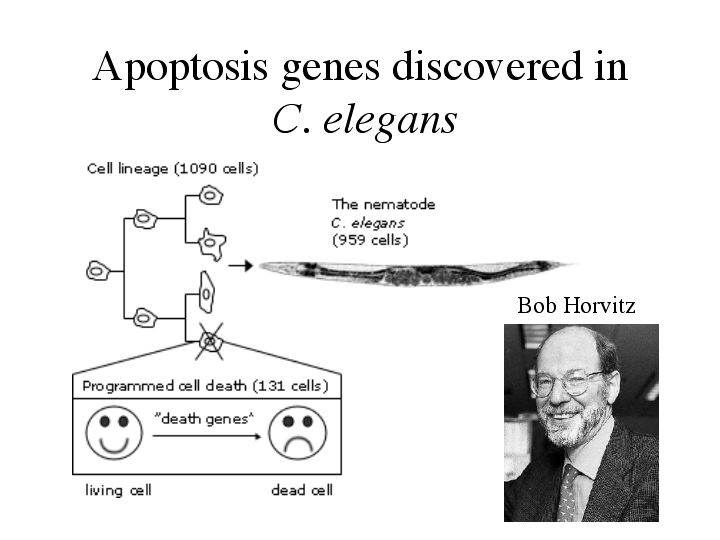 Apoptosis genes discovered in
C. elegans
Cell lineage (1090 cells)
The nematode
C. elegans
(959 cells)
Bob Horvitz
Programmed cell death (131 cells)
"death genes"
living cell
dead cell